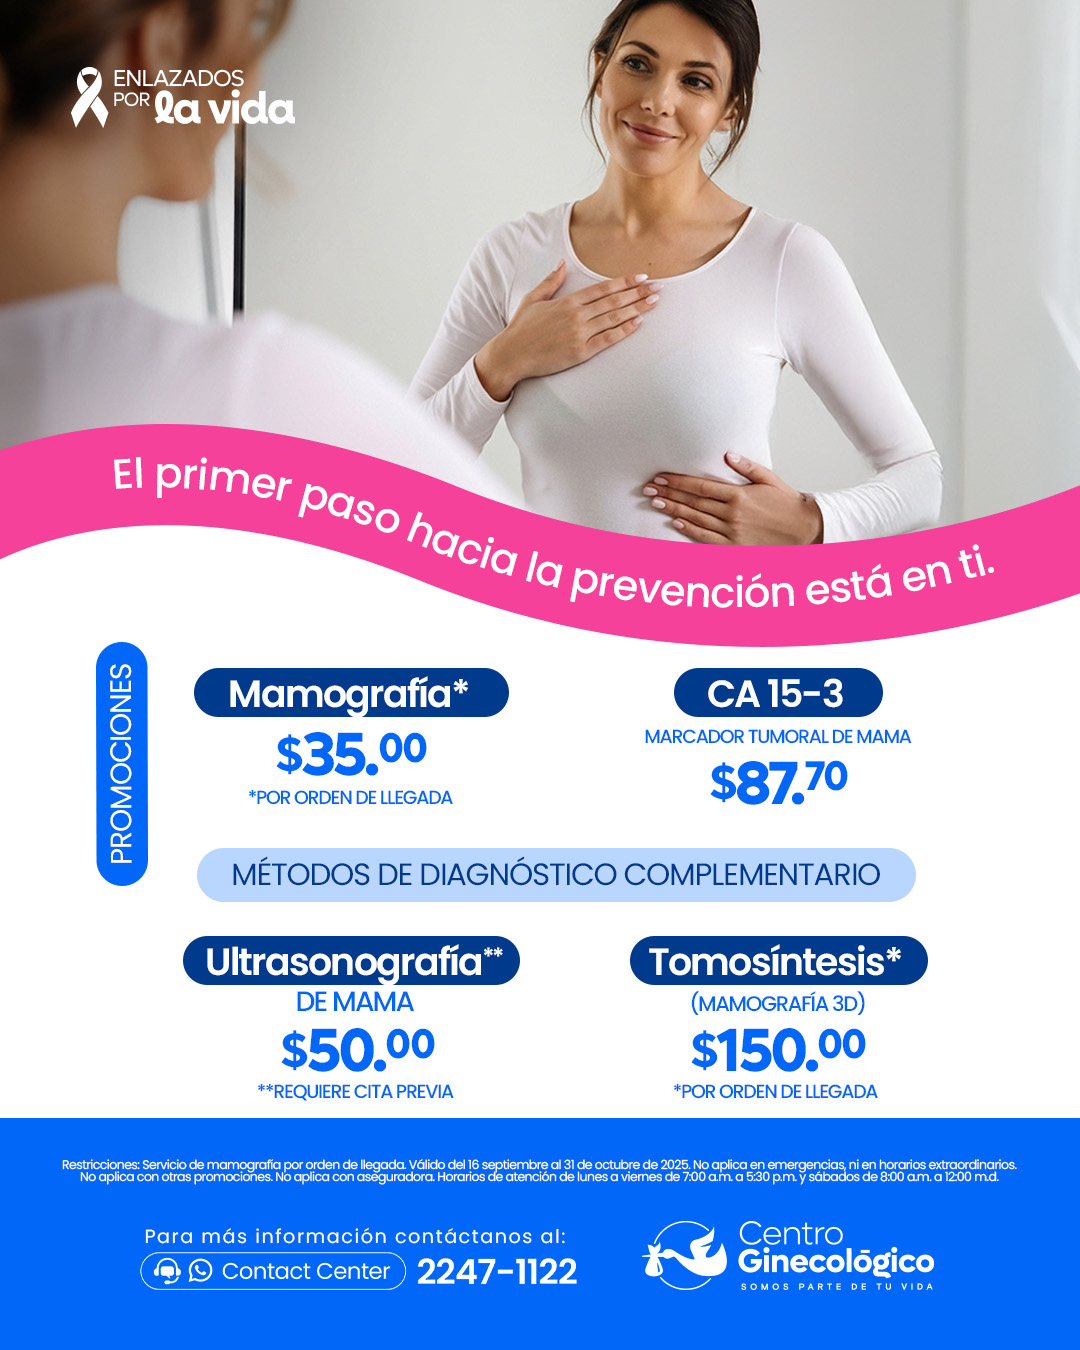 ENLAZADOS
POR la vida
El primer paso hacia la prevención está en ti.
PROMOCIONES
Mamografía*
$35.00
*POR ORDEN DE LLEGADA
CA 15-3
MARCADOR TUMORAL DE MAMA
$87.70
MÉTODOS DE DIAGNÓSTICO COMPLEMENTARIO
Ultrasonografía**
DE MAMA
$50.00
**REQUIERE CITA PREVIA
Tomosíntesis*
(MAMOGRAFÍA 3D)
$150.00
*POR ORDEN DE LLEGADA
Restricciones: Servicio de mamografía por orden de llegada. Válido del 16 septiembre al 31 de octubre de 2025. No aplica en emergencias, ni en horarios extraordinarios.
No aplica con otras promociones. No aplica con aseguradora. Horarios de atención de lunes a viernes de 7:00 a.m. a 5:30 p.m. y sábados de 8:00 a.m. a 12:00 m.d.
Para más información contáctanos al:
Contact Center 2247-1122
Centro
Ginecológico
SOMOS PARTE DE TU VIDA